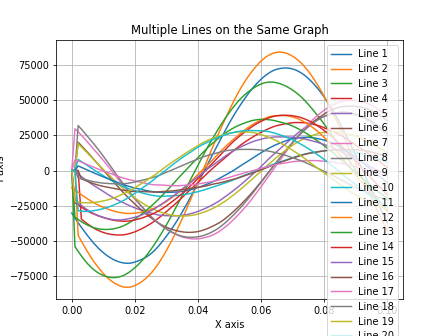 Multiple Lines on the Same Graph
75000
50000
25000
0
−25000
−50000
−75000
0.00
0.02
0.04
0.06
X axis
Line 1
Line 2
Line 3
Line 4
Line 5
Line 6
Line 7
Line 8
Line 9
Line 10
Line 11
Line 12
Line 13
Line 14
Line 15
Line 16
Line 17
Line 18
Line 19